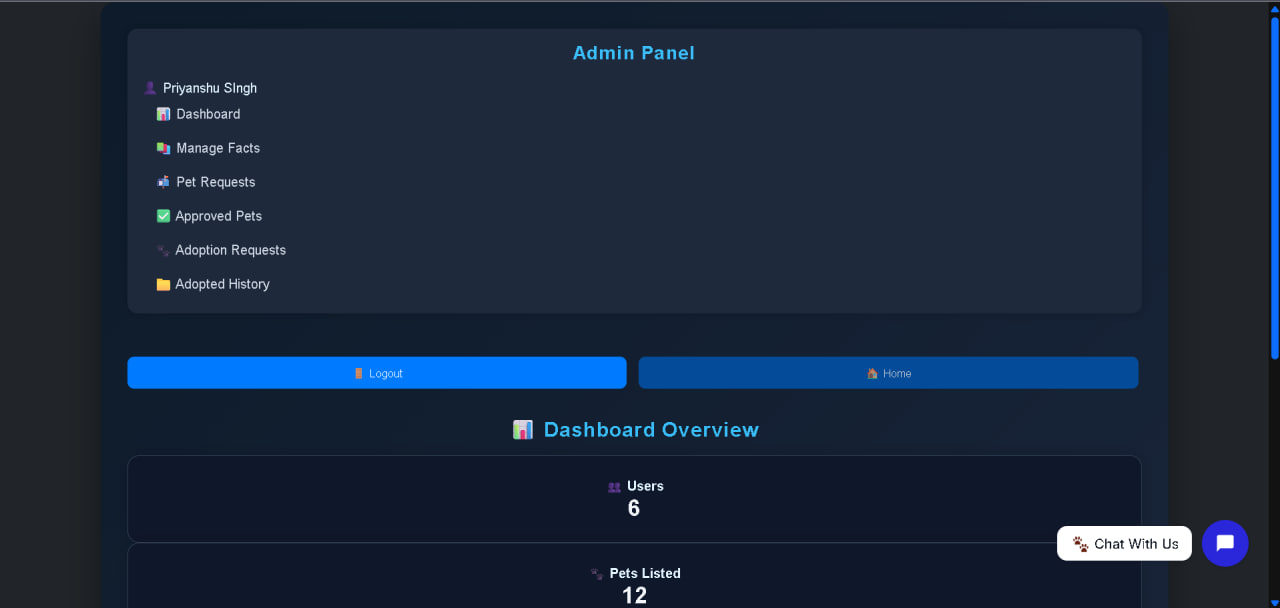 Admin Panel
Priyanshu SIngh
Dashboard
Manage Facts
Pet Requests
Approved Pets
Adoption Requests
Adopted History
Logout
Home
Dashboard Overview
Users
6
Chat With Us
Pets Listed
12